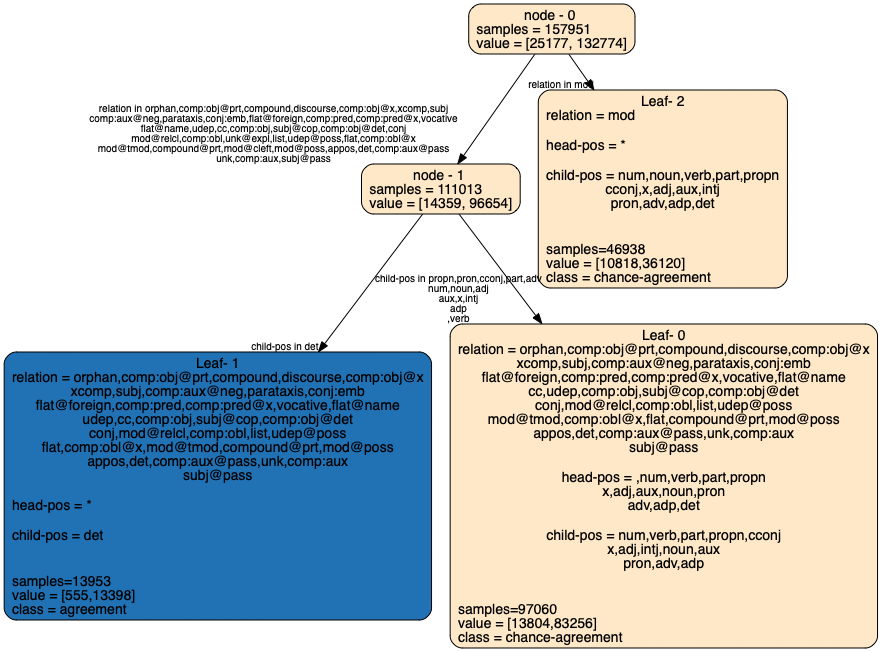 node - 0
samples = 157951
value = [25177, 132774]
relation in orphan,comp:obj@prt,compound,discourse,comp:obj@x,xcomp,subj
comp:aux@neg,parataxis,conj:emb,flat@foreign,comp:pred,comp:pred@x,vocative
flat@name,udep,cc,comp:obj,subj@cop,comp:obj@det,conj
mod@relcl,comp:obl,unk@expl,list,udep@poss,flat,comp:obl@x
mod@tmod,compound@prt,mod@cleft,mod@poss,appos,det,comp:aux@pass
unk,comp:aux,subj@pass
relation in mod
Leaf- 2
relation = mod
head-pos = *
child-pos = num,noun,verb,part,propn
cconj,x,adj,aux,intj
pron,adv,adp,det
samples=46938
value = [10818,36120]
class = chance-agreement
node - 1
samples = 111013
value = [14359, 96654]
child-pos in propn,pron,cconj,part,adv
num,noun,adj
aux,x,intj
adp
,verb
child-pos in det
Leaf- 1
relation = orphan,comp:obj@prt,compound,discourse,comp:obj@x
xcomp,subj,comp:aux@neg,parataxis,conj:emb
flat@foreign,comp:pred,comp:pred@x,vocative,flat@name
udep,cc,comp:obj,subj@cop,comp:obj@det
conj,mod@relcl,comp:obl,list,udep@poss
flat,comp:obl@x,mod@tmod,compound@prt,mod@poss
appos,det,comp:aux@pass,unk,comp:aux
subj@pass
head-pos = *
child-pos = det
samples=13953
value = [555,13398]
class = agreement
Leaf- 0
relation = orphan,comp:obj@prt,compound,discourse,comp:obj@x
xcomp,subj,comp:aux@neg,parataxis,conj:emb
flat@foreign,comp:pred,comp:pred@x,vocative,flat@name
cc,udep,comp:obj,subj@cop,comp:obj@det
conj,mod@relcl,comp:obl,list,udep@poss
mod@tmod,comp:obl@x,flat,compound@prt,mod@poss
appos,det,comp:aux@pass,unk,comp:aux
subj@pass
head-pos = ,num,verb,part,propn
x,adj,aux,noun,pron
adv,adp,det
child-pos = num,verb,part,propn,cconj
x,adj,intj,noun,aux
pron,adv,adp
samples=97060
value = [13804,83256]
class = chance-agreement